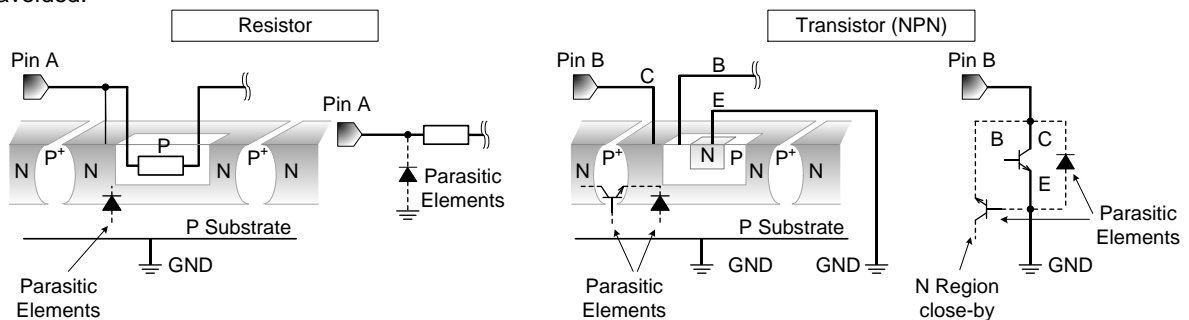 avoided.
Resistor
Transistor (NPN)
Pin A
Pin A
Pin B
C
B
E
Pin B
N
P+
N
P
P+
N
N
P+
N
P
P+
N
N
B
C
E
Parasitic
Elements
P Substrate
GND
Parasitic
Elements
P Substrate
GND
GND
Parasitic
Elements
Parasitic
Elements
GND
N Region
close-by